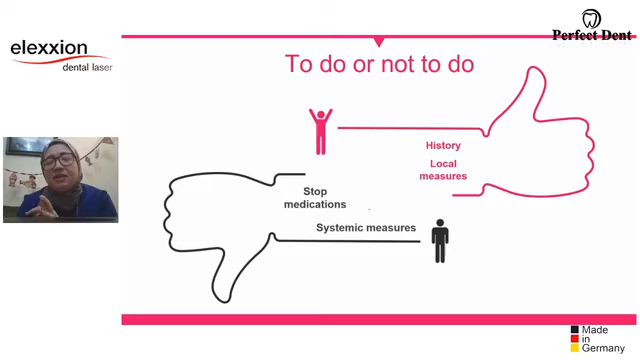 elexxion
dental laser
Perfect Dent
To do or not to do
History
Local
measures
Stop
medications
Systemic measures
Made
in
Germany